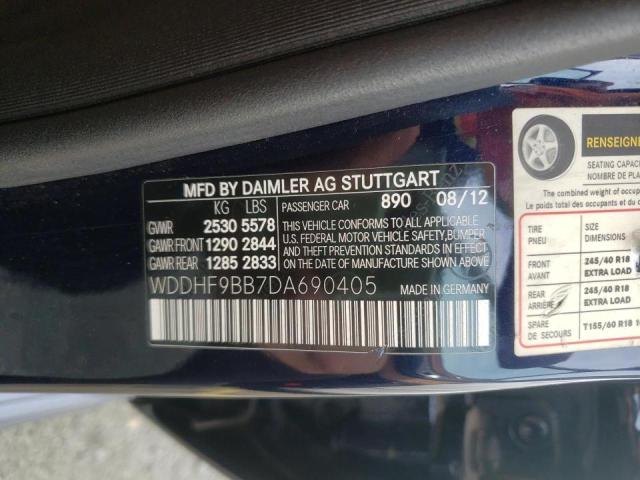 MFD BY DAIMLER AG STUTTGART
KG LBS PASSENGER CAR 890 08/12
GVWR 2530 5578
GAWR FRONT 1290 2844
GAWR REAR 1285 2833
THIS VEHICLE CONFORMS TO ALL APPLICABLE
U.S. FEDERAL MOTOR VEHICLE SAFETY, BUMPER
AND THEFT PREVENTION STANDARDS IN EFFECT
ON THE DATE OF MANUFACTURE SHOWN ABOVE
WDDHF9BB7DA690405 MADE IN GERMANY
SEATING CAPAC
NOMBRE DE PLA
The combined weight of occup
Le poids total des occupants
TIRE PNEU
SIZE DIMENSIONS
FRONT AVANT
245/40 R18 EXTRA LOAD
REAR ARRIERE
245/40 R18 EXTRA LOAD
SPARE DE SECOURS
T155/60 R18